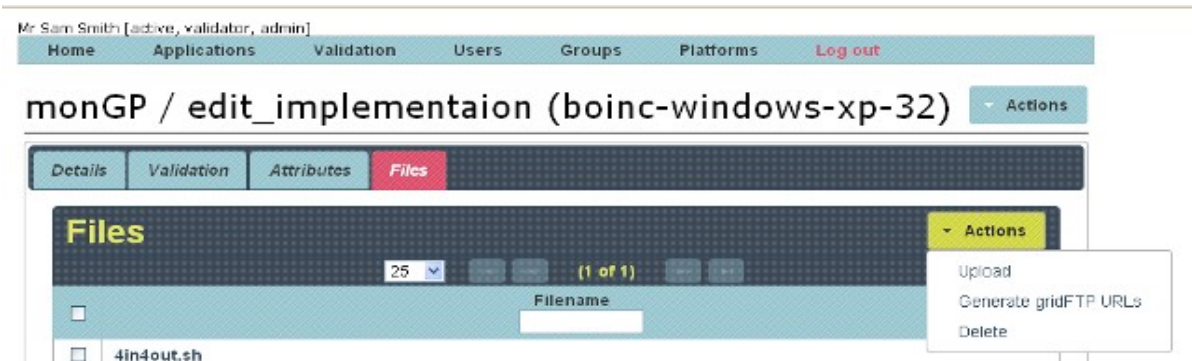 Mr Sam Smith [active, validator, admin]
Home Applications Validation Users Groups Platforms Log out
monGP / edit_implementaion (boinc-windows-xp-32) Actions
Details Validation Attributes Files
Files Actions
25 (1 of 1)
Upload
Generate gridFTP URLs
Delete
Filename
4in4out.sh